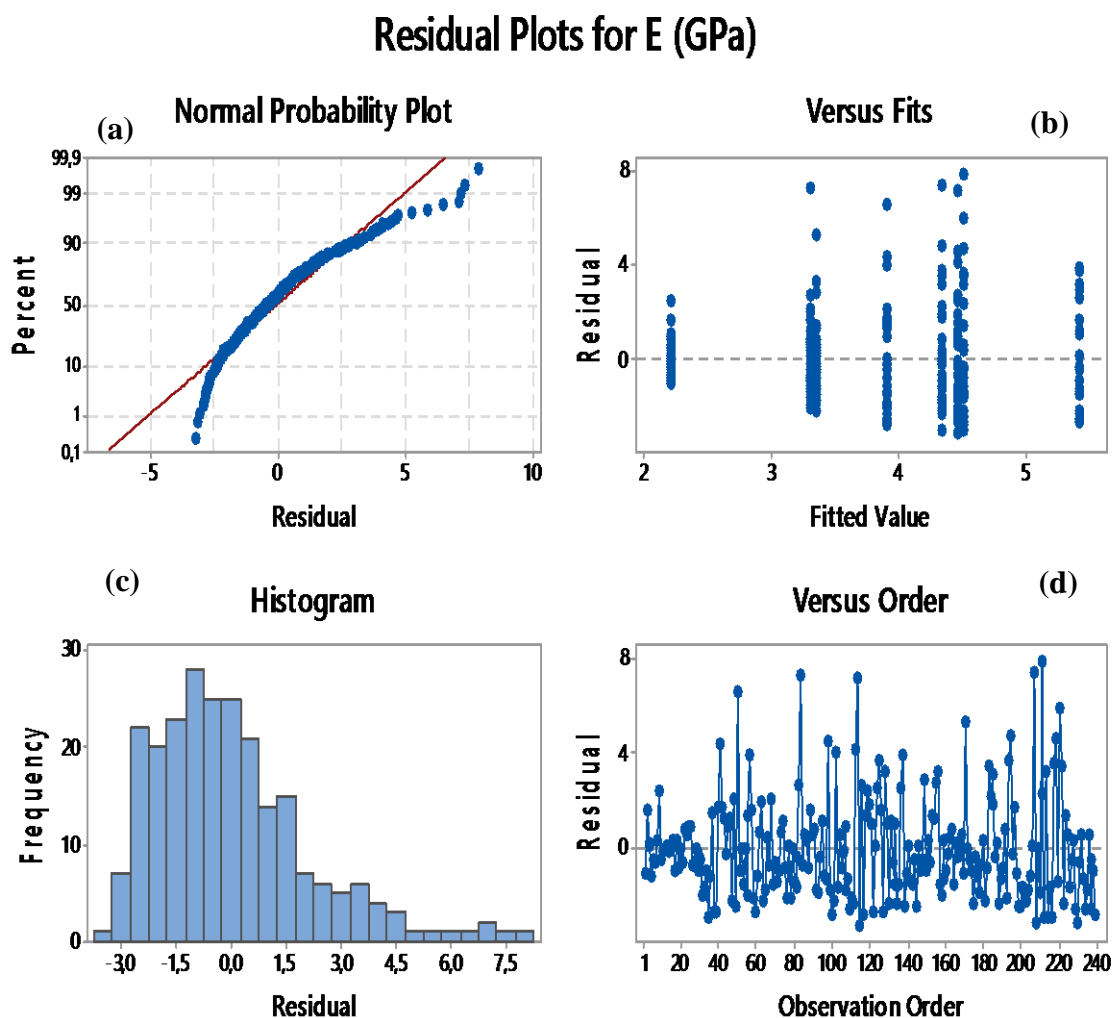 Residual Plots for E (GPa)
(a)
Normal Probability Plot
99,9
99
90
50
10
1
0,1
Percent
-5
0
5
10
Residual
Versus Fits
(b)
8
4
0
Residual
2
3
4
5
Fitted Value
(c)
Histogram
30
20
10
0
Frequency
-3,0
-1,5
0,0
1,5
3,0
4,5
6,0
7,5
Residual
Versus Order
(d)
8
4
0
Residual
1
20
40
60
80
100
120
140
160
180
200
220
240
Observation Order